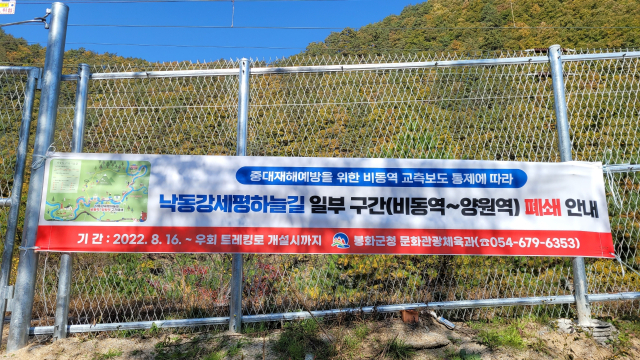 중대재해예방을 위한 비동역 교측보도 통제에 따라
낙동강세평하늘길 일부 구간(비동역~양원역) 폐쇄 안내
기 간 : 2022. 8. 16. ~ 우회 트레킹로 개설시까지 봉화군청 문화관광체육과(☎054-679-6353)